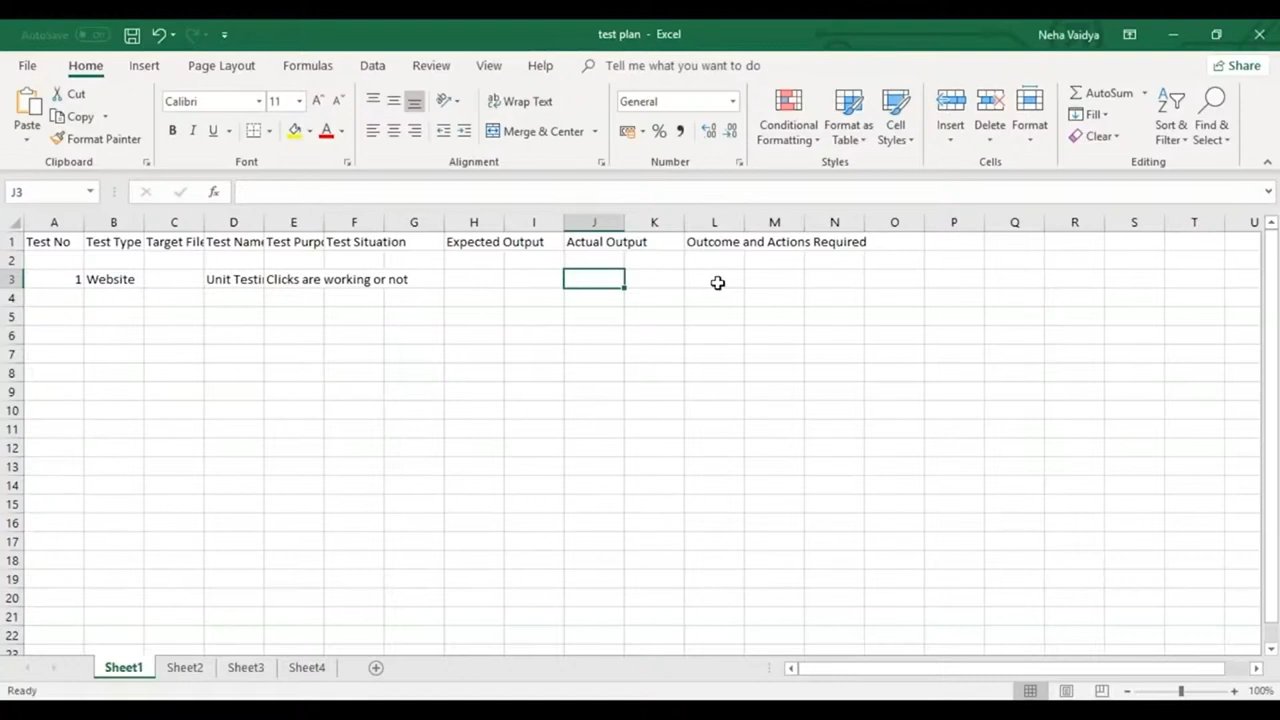 AutoSave
test plan - Excel
Neha Vaidya
File Home Insert Page Layout Formulas Data Review View Help Tell me what you want to do Share
Cut
Copy
Format Painter
Paste
Clipboard
Calibri 11
B I U
Font
Wrap Text
Merge & Center
Alignment
General
%
Number
Conditional Formatting
Format as Table
Cell Styles
Styles
Insert Delete Format
Cells
AutoSum
Fill
Clear
Sort & Filter
Find & Select
Editing
J3 fx
A B C D E F G H I J K L M N O P Q R S T U
1 Test No Test Type Target File Test Name Test Purpo Test Situation Expected Output Actual Output Outcome and Actions Required
2
3 1 Website Unit Testi Clicks are working or not
4
5
6
7
8
9
10
11
12
13
14
15
16
17
18
19
20
21
22
23
Sheet1 Sheet2 Sheet3 Sheet4
Ready 100%